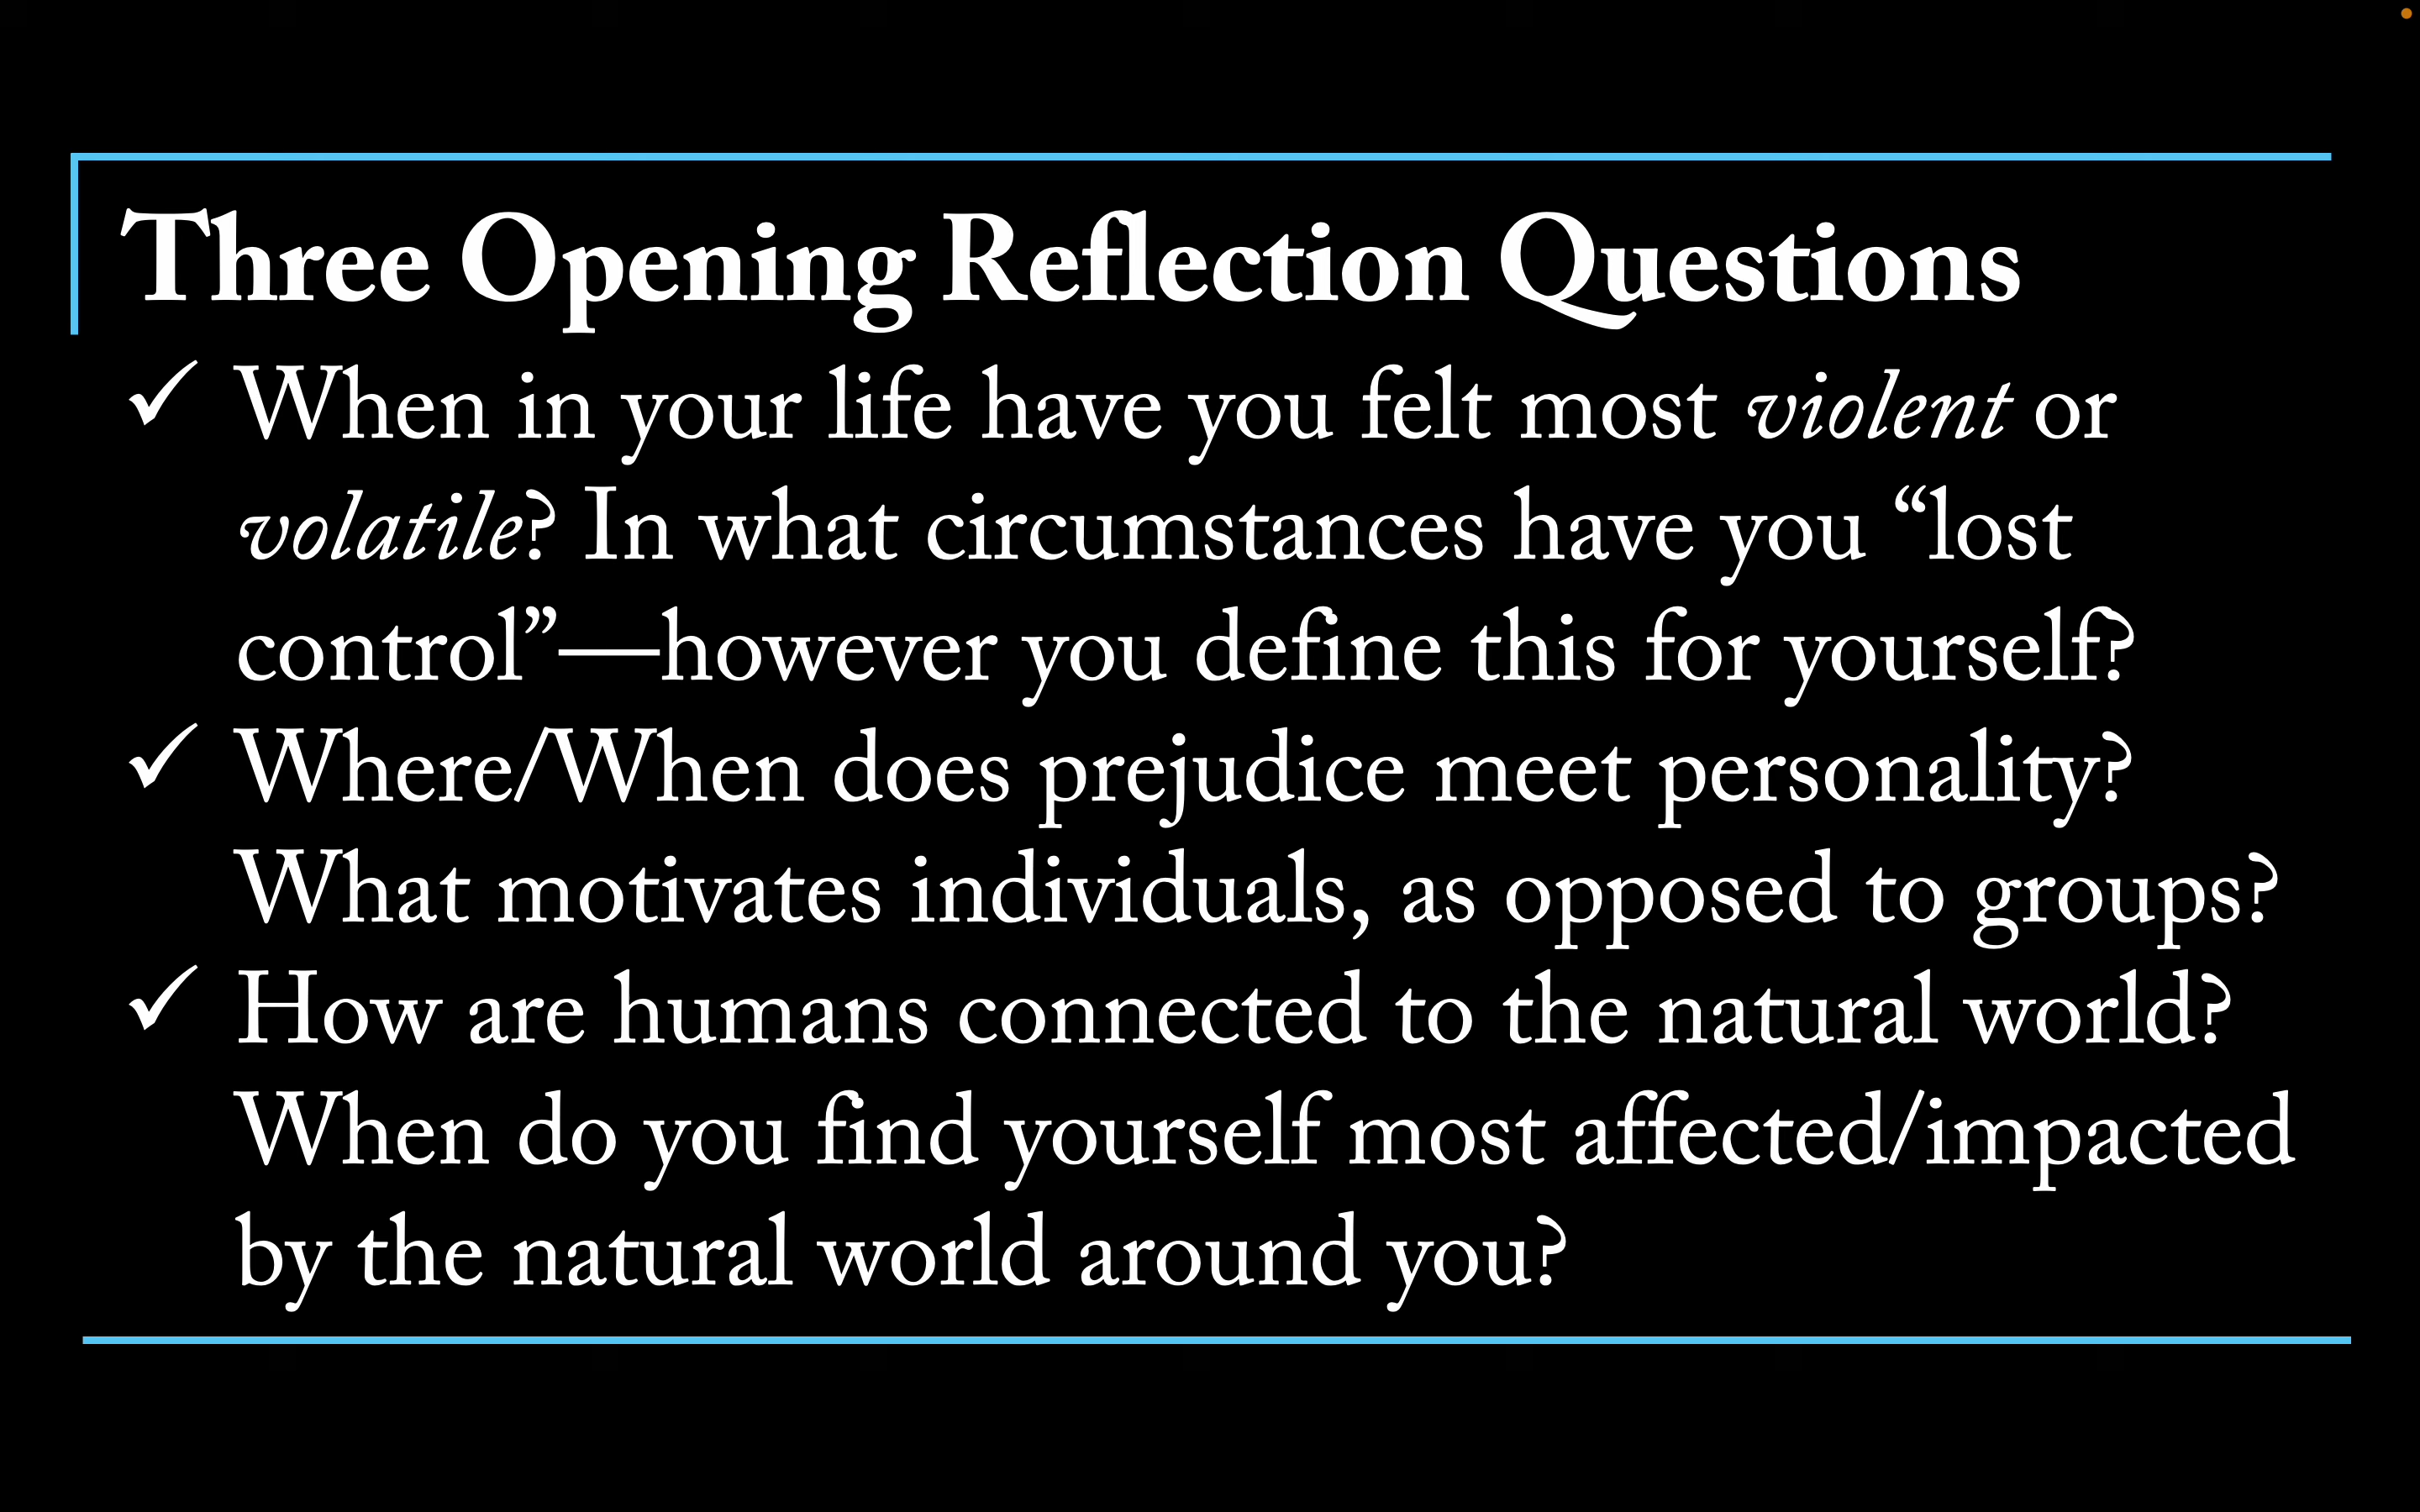 Three Opening Reflection Questions
✓ When in your life have you felt most violent or
volatile? In what circumstances have you “lost
control”—however you define this for yourself?
✓ Where/When does prejudice meet personality?
What motivates individuals, as opposed to groups?
✓ How are humans connected to the natural world?
When do you find yourself most affected/impacted
by the natural world around you?